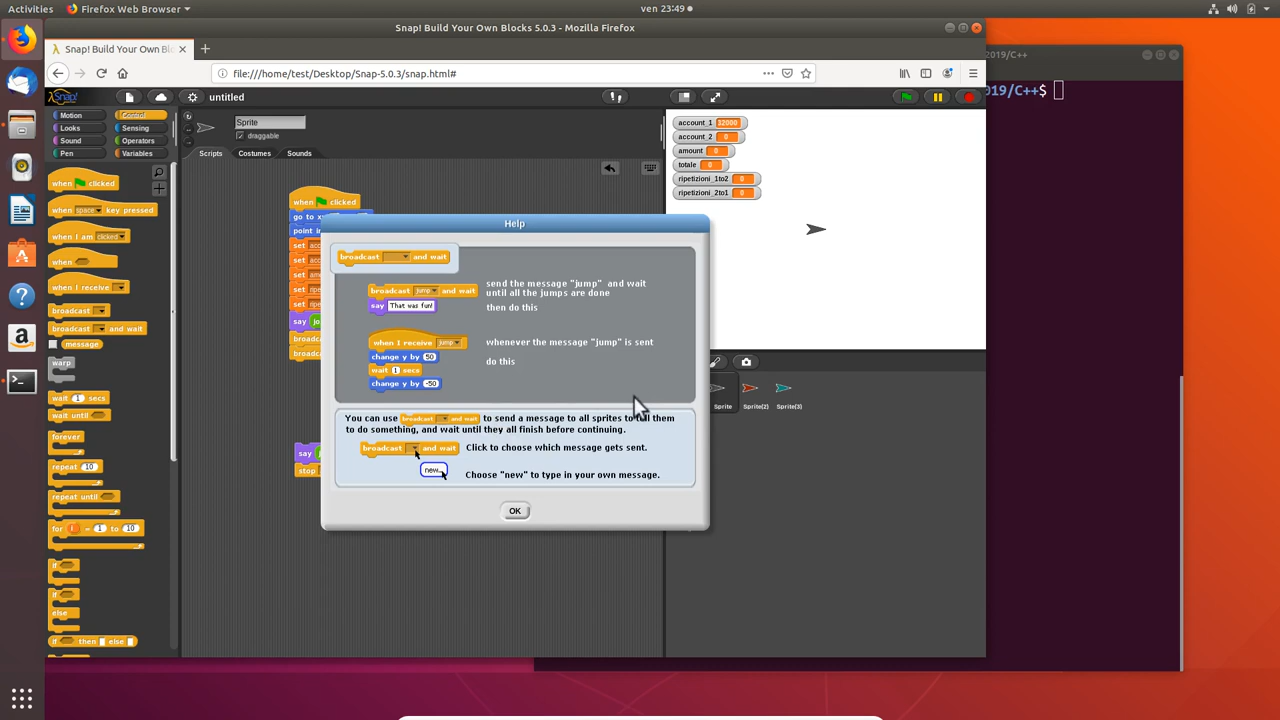 Activities
Firefox Web Browser
ven 23:49
Snap! Build Your Own Blocks 5.0.3 - Mozilla Firefox
019/C++
Snap! Build Your Own Blo
file:///home/test/Desktop/Snap-5.0.3/snap.html#
019/C++$
Snap!
untitled
Motion Control
Looks Sensing
Sound Operators
Pen Variables
Sprite
draggable
Scripts Costumes Sounds
when clicked
when space key pressed
when I am clicked
when
when I receive
broadcast
broadcast and wait
message
warp
wait 1 secs
wait until
forever
repeat 10
repeat until
for i = 1 to 10
if
if
else
if then else
when clicked
go to x:
point in
set
set
set
set
set
say
broadc
broadc
say
stop
Help
broadcast and wait
broadcast jump and wait
send the message "jump" and wait
until all the jumps are done
say That was fun!
then do this
when I receive jump
whenever the message "jump" is sent
change y by 50
do this
wait 1 secs
change y by -50
You can use broadcast and wait to send a message to all sprites to tell them
to do something, and wait until they all finish before continuing.
broadcast and wait Click to choose which message gets sent.
new... Choose "new" to type in your own message.
OK
account_1 32000
account_2 0
amount 0
totale 0
ripetizioni_1to2 0
ripetizioni_2to1 0
Sprite Sprite(2) Sprite(3)